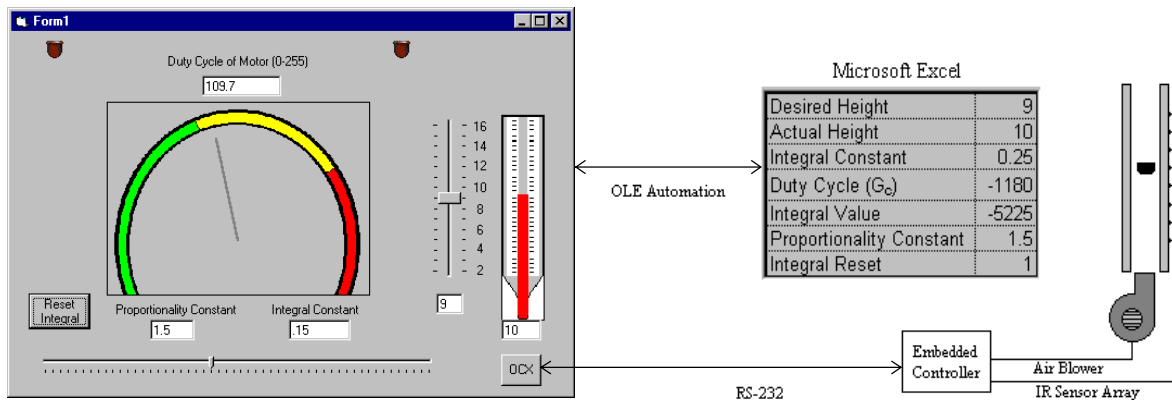 Form1
Duty Cycle of Motor (0-255)
109.7
16
14
12
10
8
6
4
2
Reset
Integral
Proportionality Constant
1.5
Integral Constant
.15
9
10
OCX
OLE Automation
RS-232
Microsoft Excel
Desired Height 9
Actual Height 10
Integral Constant 0.25
Duty Cycle (Gc) -1180
Integral Value -5225
Proportionality Constant 1.5
Integral Reset 1
Embedded
Controller
Air Blower
IR Sensor Array